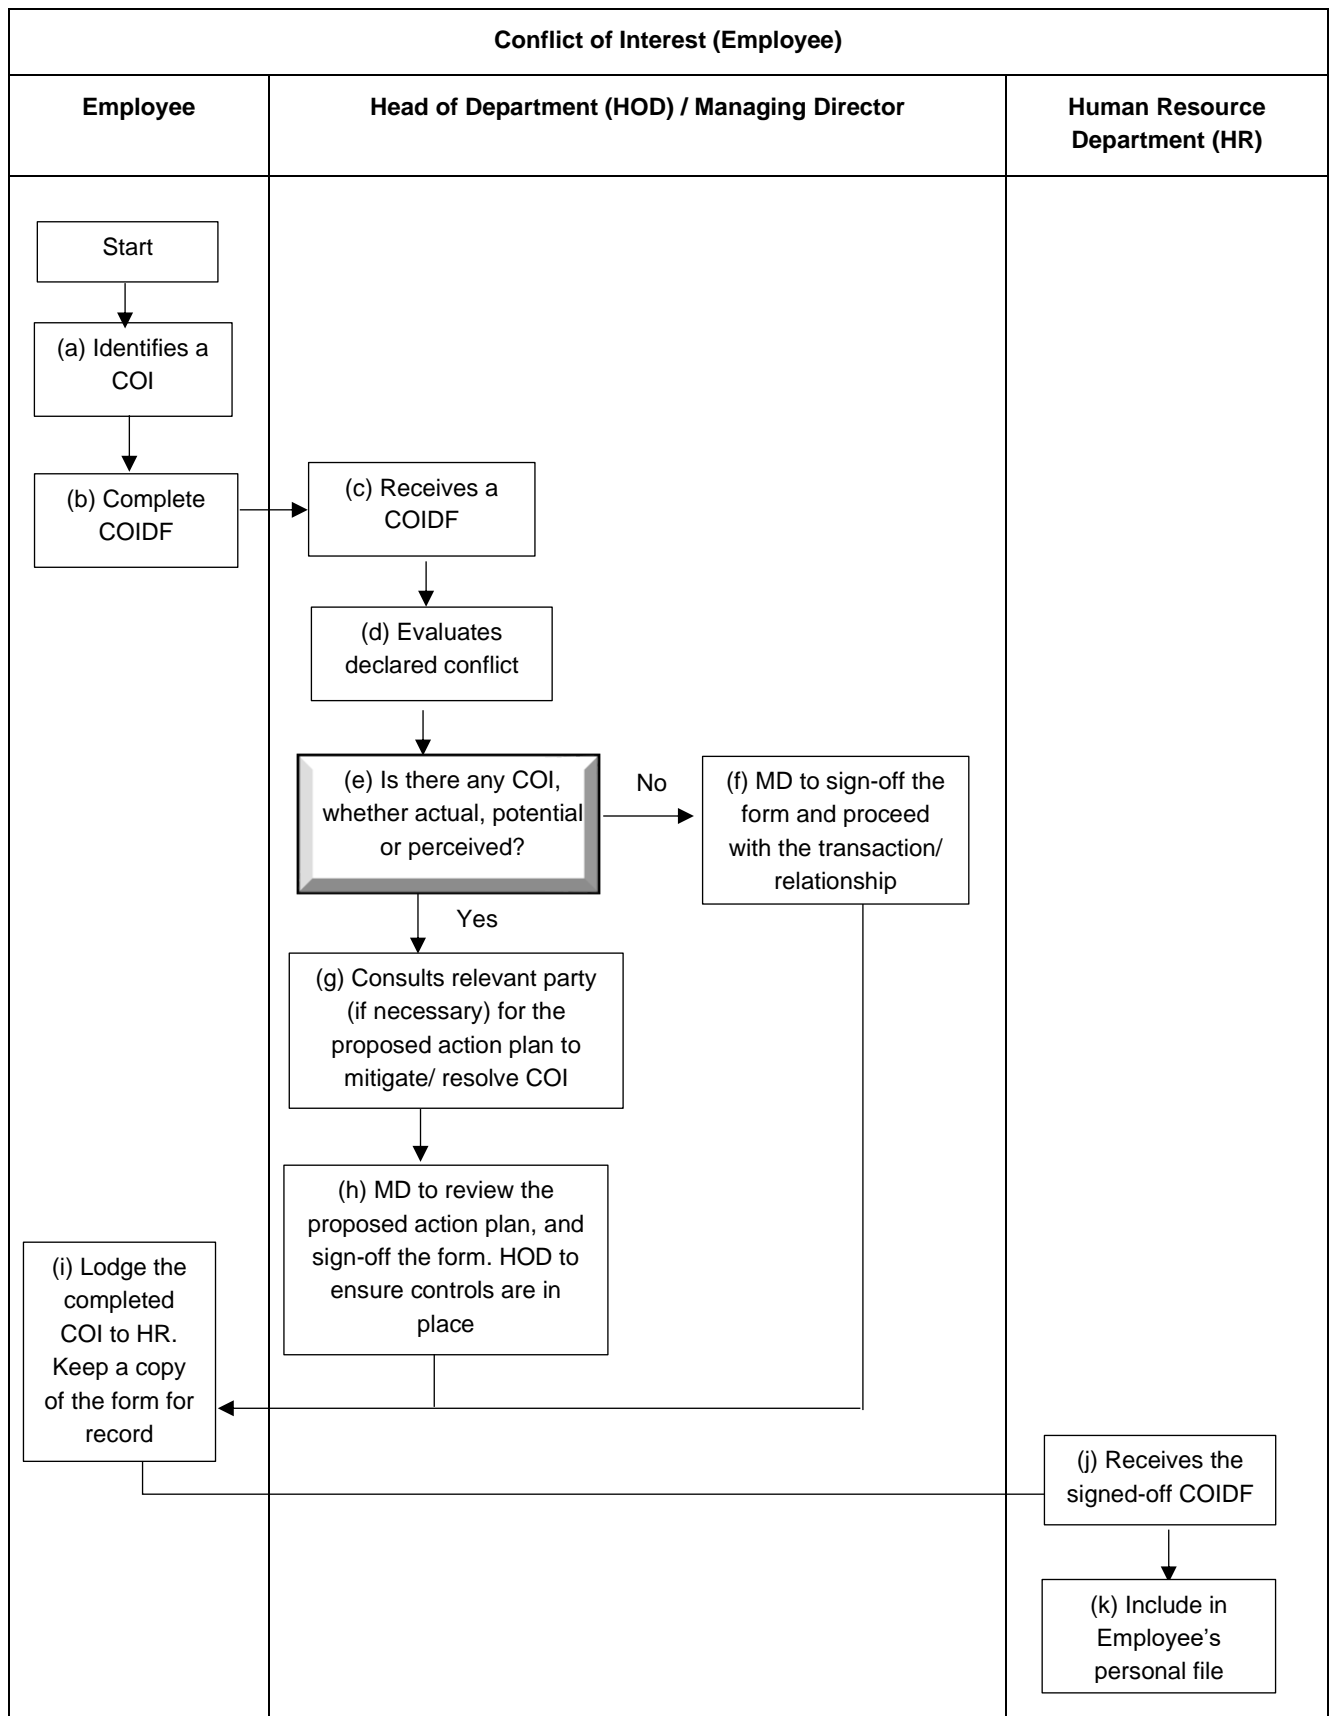 Conflict of Interest (Employee)
Employee
Head of Department (HOD) / Managing Director
Human Resource
Department (HR)
Start
(a) Identifies a
COI
(b) Complete
COIDF
(c) Receives a
COIDF
(d) Evaluates
declared conflict
(e) Is there any COI,
whether actual, potential
or perceived?
No
(f) MD to sign-off the
form and proceed
with the transaction/
relationship
Yes
(g) Consults relevant party
(if necessary) for the
proposed action plan to
mitigate/ resolve COI
(h) MD to review the
proposed action plan, and
sign-off the form. HOD to
ensure controls are in
place
(i) Lodge the
completed
COI to HR.
Keep a copy
of the form for
record
(j) Receives the
signed-off COIDF
(k) Include in
Employee's
personal file